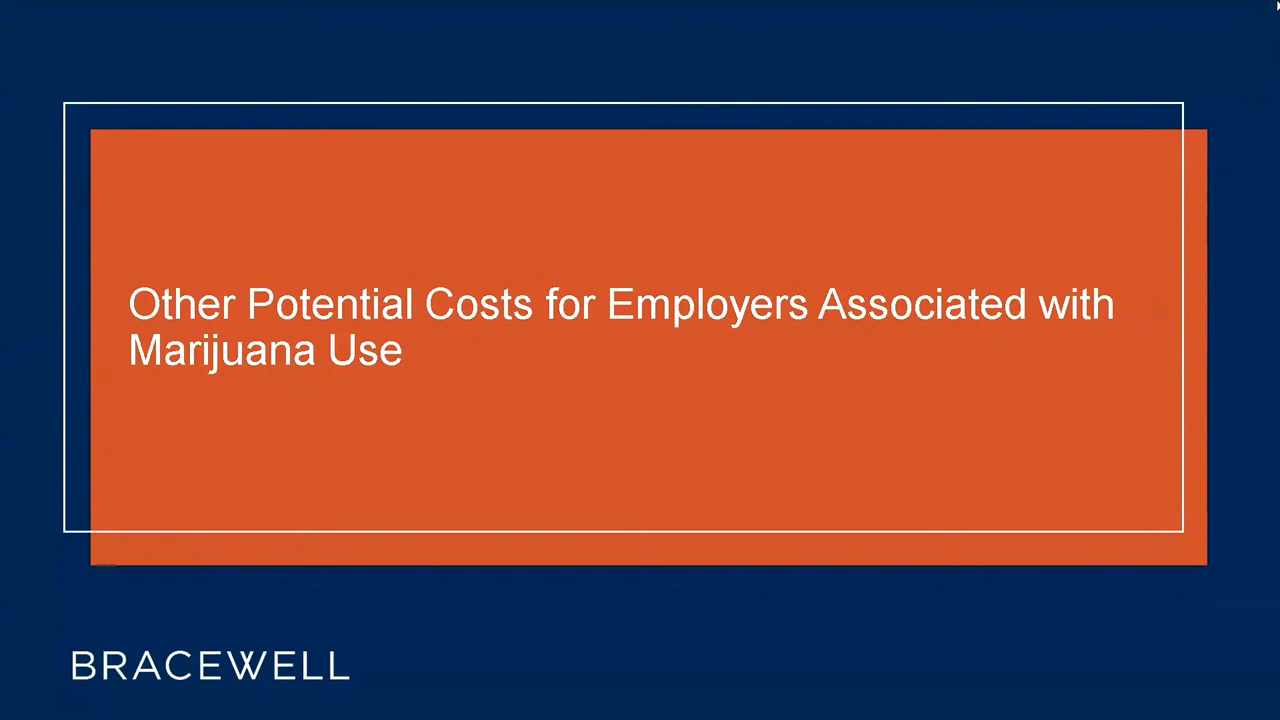 Other Potential Costs for Employers Associated with
Marijuana Use
BRACEWELL